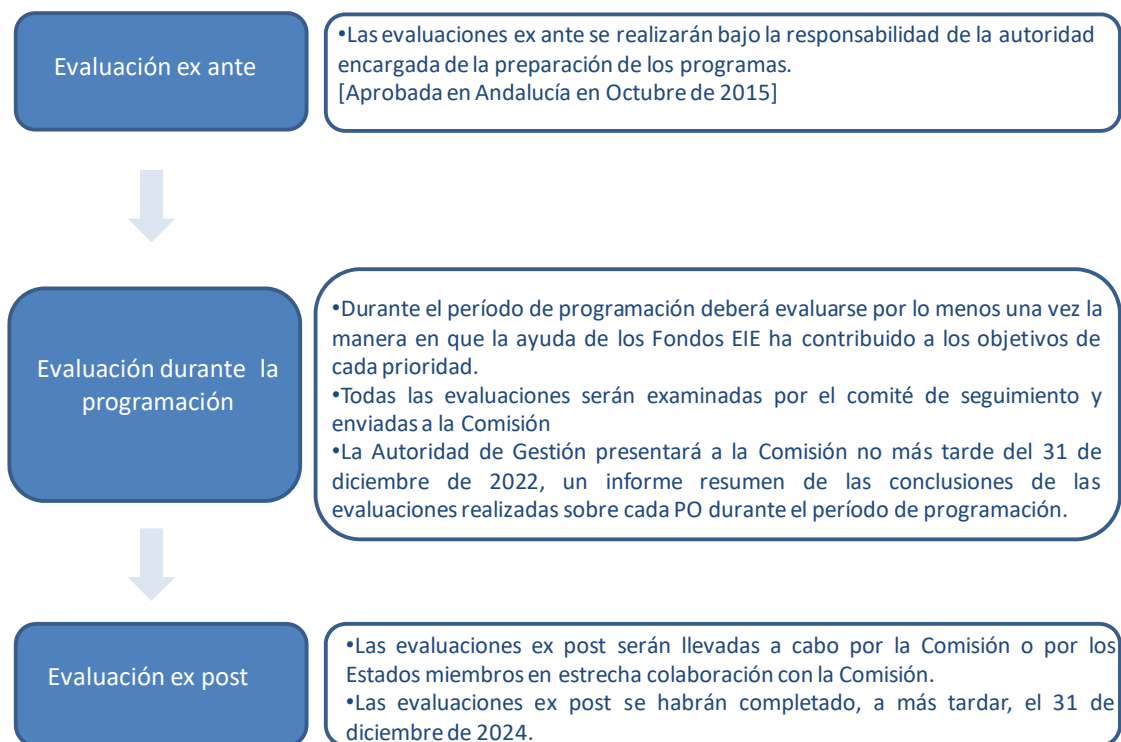 Evaluación ex ante
•Las evaluaciones ex ante se realizarán bajo la responsabilidad de la autoridad
encargada de la preparación de los programas.
[Aprobada en Andalucía en Octubre de 2015]
Evaluación durante la
programación
•Durante el período de programación deberá evaluarse por lo menos una vez la
manera en que la ayuda de los Fondos EIE ha contribuido a los objetivos de
cada prioridad.
•Todas las evaluaciones serán examinadas por el comité de seguimiento y
enviadas a la Comisión
•La Autoridad de Gestión presentará a la Comisión no más tarde del 31 de
diciembre de 2022, un informe resumen de las conclusiones de las
evaluaciones realizadas sobre cada PO durante el período de programación.
Evaluación ex post
•Las evaluaciones ex post serán llevadas a cabo por la Comisión o por los
Estados miembros en estrecha colaboración con la Comisión.
•Las evaluaciones ex post se habrán completado, a más tardar, el 31 de
diciembre de 2024.